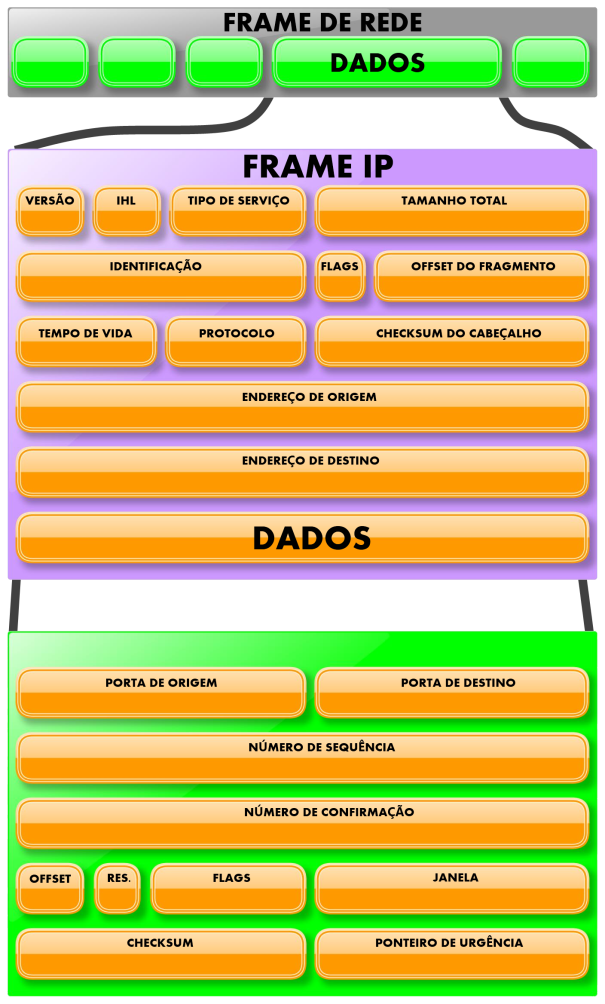 FRAME DE REDE
DADOS
FRAME IP
VERSÃO IHL TIPO DE SERVIÇO TAMANHO TOTAL
IDENTIFICAÇÃO FLAGS OFFSET DO FRAGMENTO
TEMPO DE VIDA PROTOCOLO CHECKSUM DO CABEÇALHO
ENDEREÇO DE ORIGEM
ENDEREÇO DE DESTINO
DADOS
PORTA DE ORIGEM PORTA DE DESTINO
NÚMERO DE SEQUÊNCIA
NÚMERO DE CONFIRMAÇÃO
OFFSET RES. FLAGS JANELA
CHECKSUM PONTEIRO DE URGÊNCIA